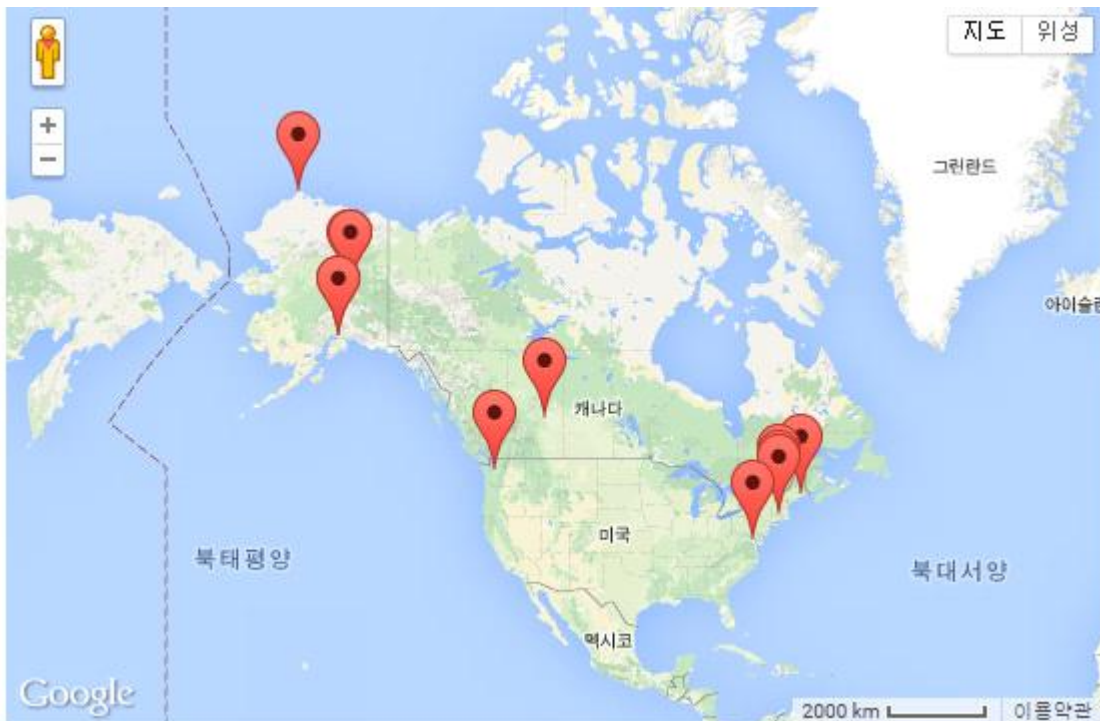 지도 위성
+
−
그린란드
아이슬란
캐나다
미국
북태평양
북대서양
멕시코
Google
2000 km
이용약관